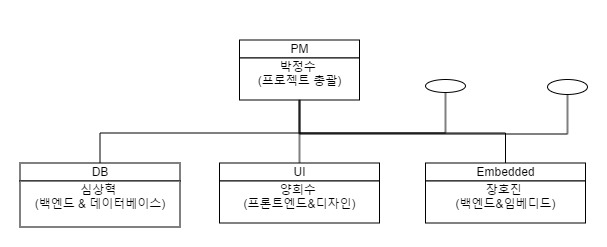 PM
박정수
(프로젝트 총괄)
DB
심상혁
(백엔드 & 데이터베이스)
UI
양희수
(프론트엔드&디자인)
Embedded
장호진
(백엔드&임베디드)